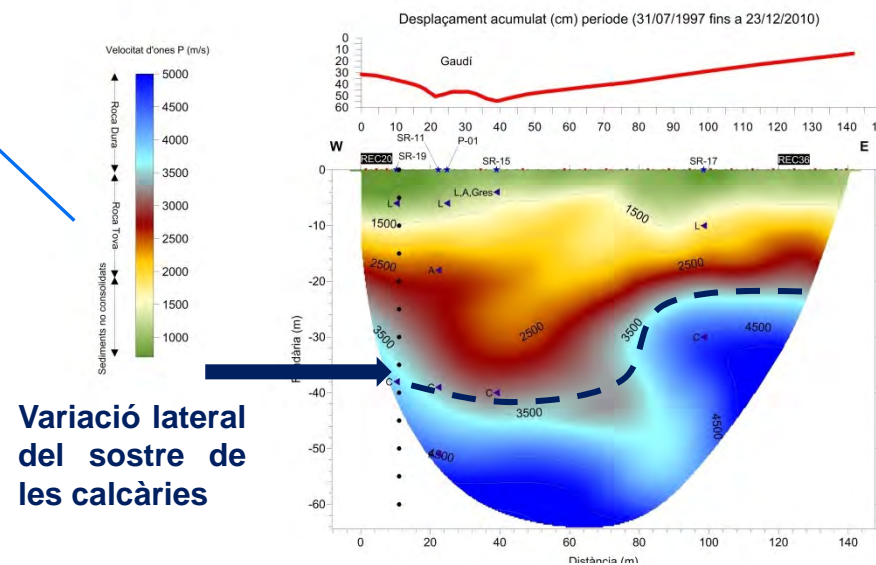 Desplaçament acumulat (cm) període (31/07/1997 fins a 23/12/2010)
0
10
20
30
40
50
60
Gaudí
0 10 20 30 40 50 60 70 80 90 100 110 120 130 140
Velocitat d'ones P (m/s)
5000
4500
4000
3500
3000
2500
2000
1500
1000
Roca Dura
Roca Tova
Sediments no consolidats
W
E
SR-11
P-01
REC20
SR-19
SR-15
SR-17
REC36
0
-10
-20
-30
-40
-50
-60
L
L
L,A,Gres
L
A
C
C
C
C
1500
1500
2500
2500
2500
3500
3500
3500
4500
4500
4500
0 20 40 60 80 100 120 140
Distància (m)
Variació lateral
del sostre de
les calcàries